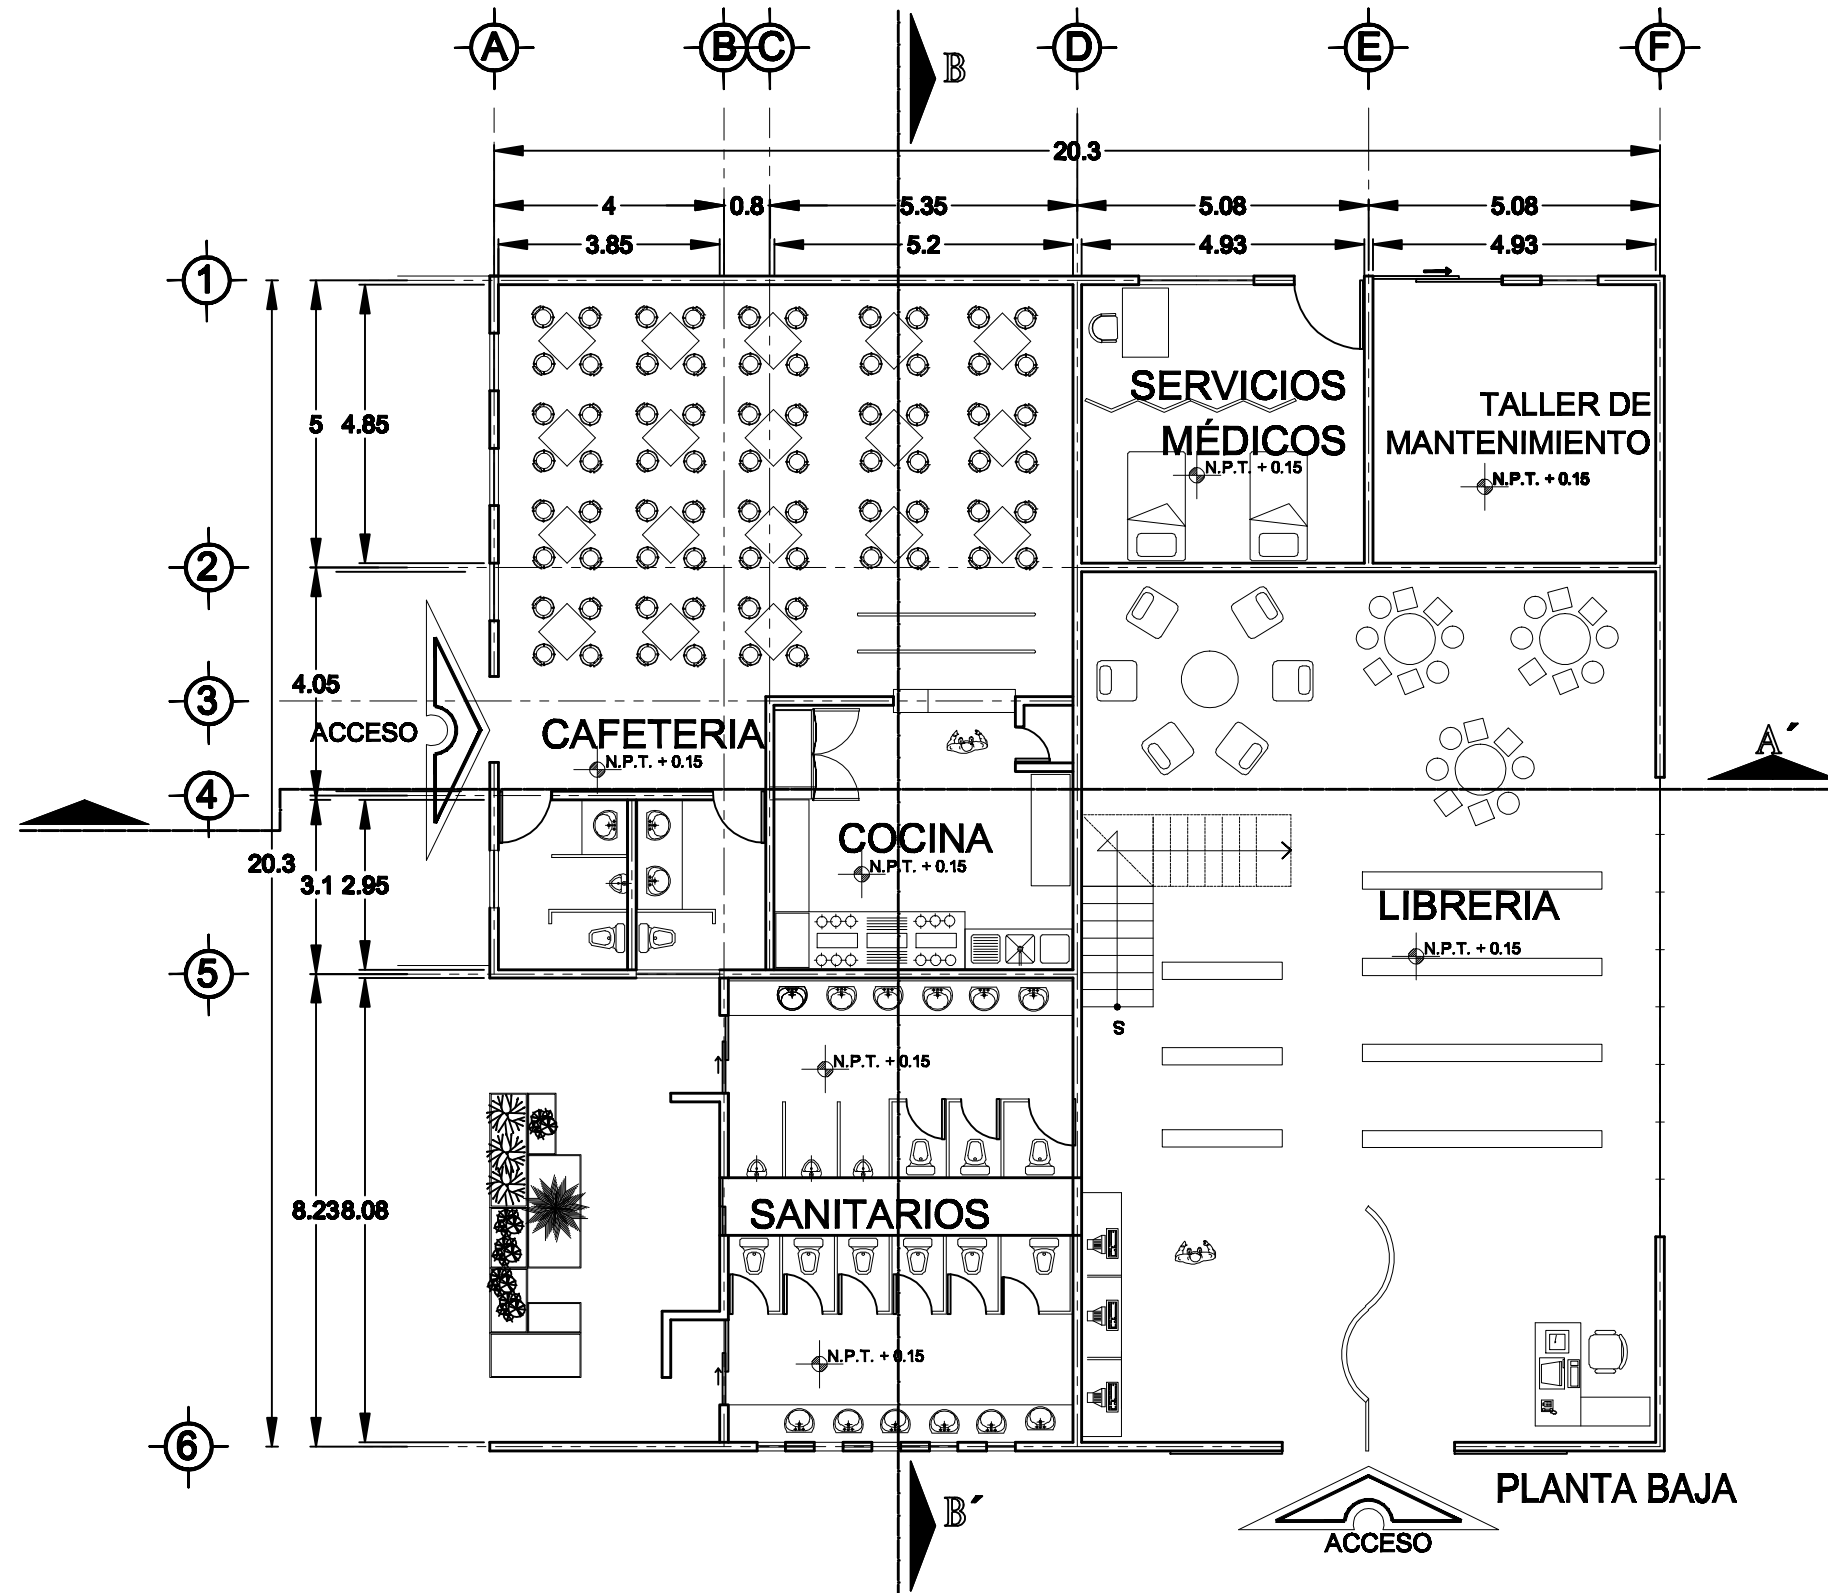 A B C D E F
B
20.3
4 0.8 5.35 5.08 5.08
3.85 5.2 4.93 4.93
1
SERVICIOS
MÉDICOS
N.P.T. + 0.15
TALLER DE
MANTENIMIENTO
N.P.T. + 0.15
5 4.85
2
4.05
3
ACCESO
CAFETERIA
N.P.T. + 0.15
A´
4
COCINA
N.P.T. + 0.15
20.3
3.1 2.95
LIBRERIA
N.P.T. + 0.15
5
S
N.P.T. + 0.15
8.23 8.08
SANITARIOS
N.P.T. + 0.15
6
PLANTA BAJA
B´
ACCESO